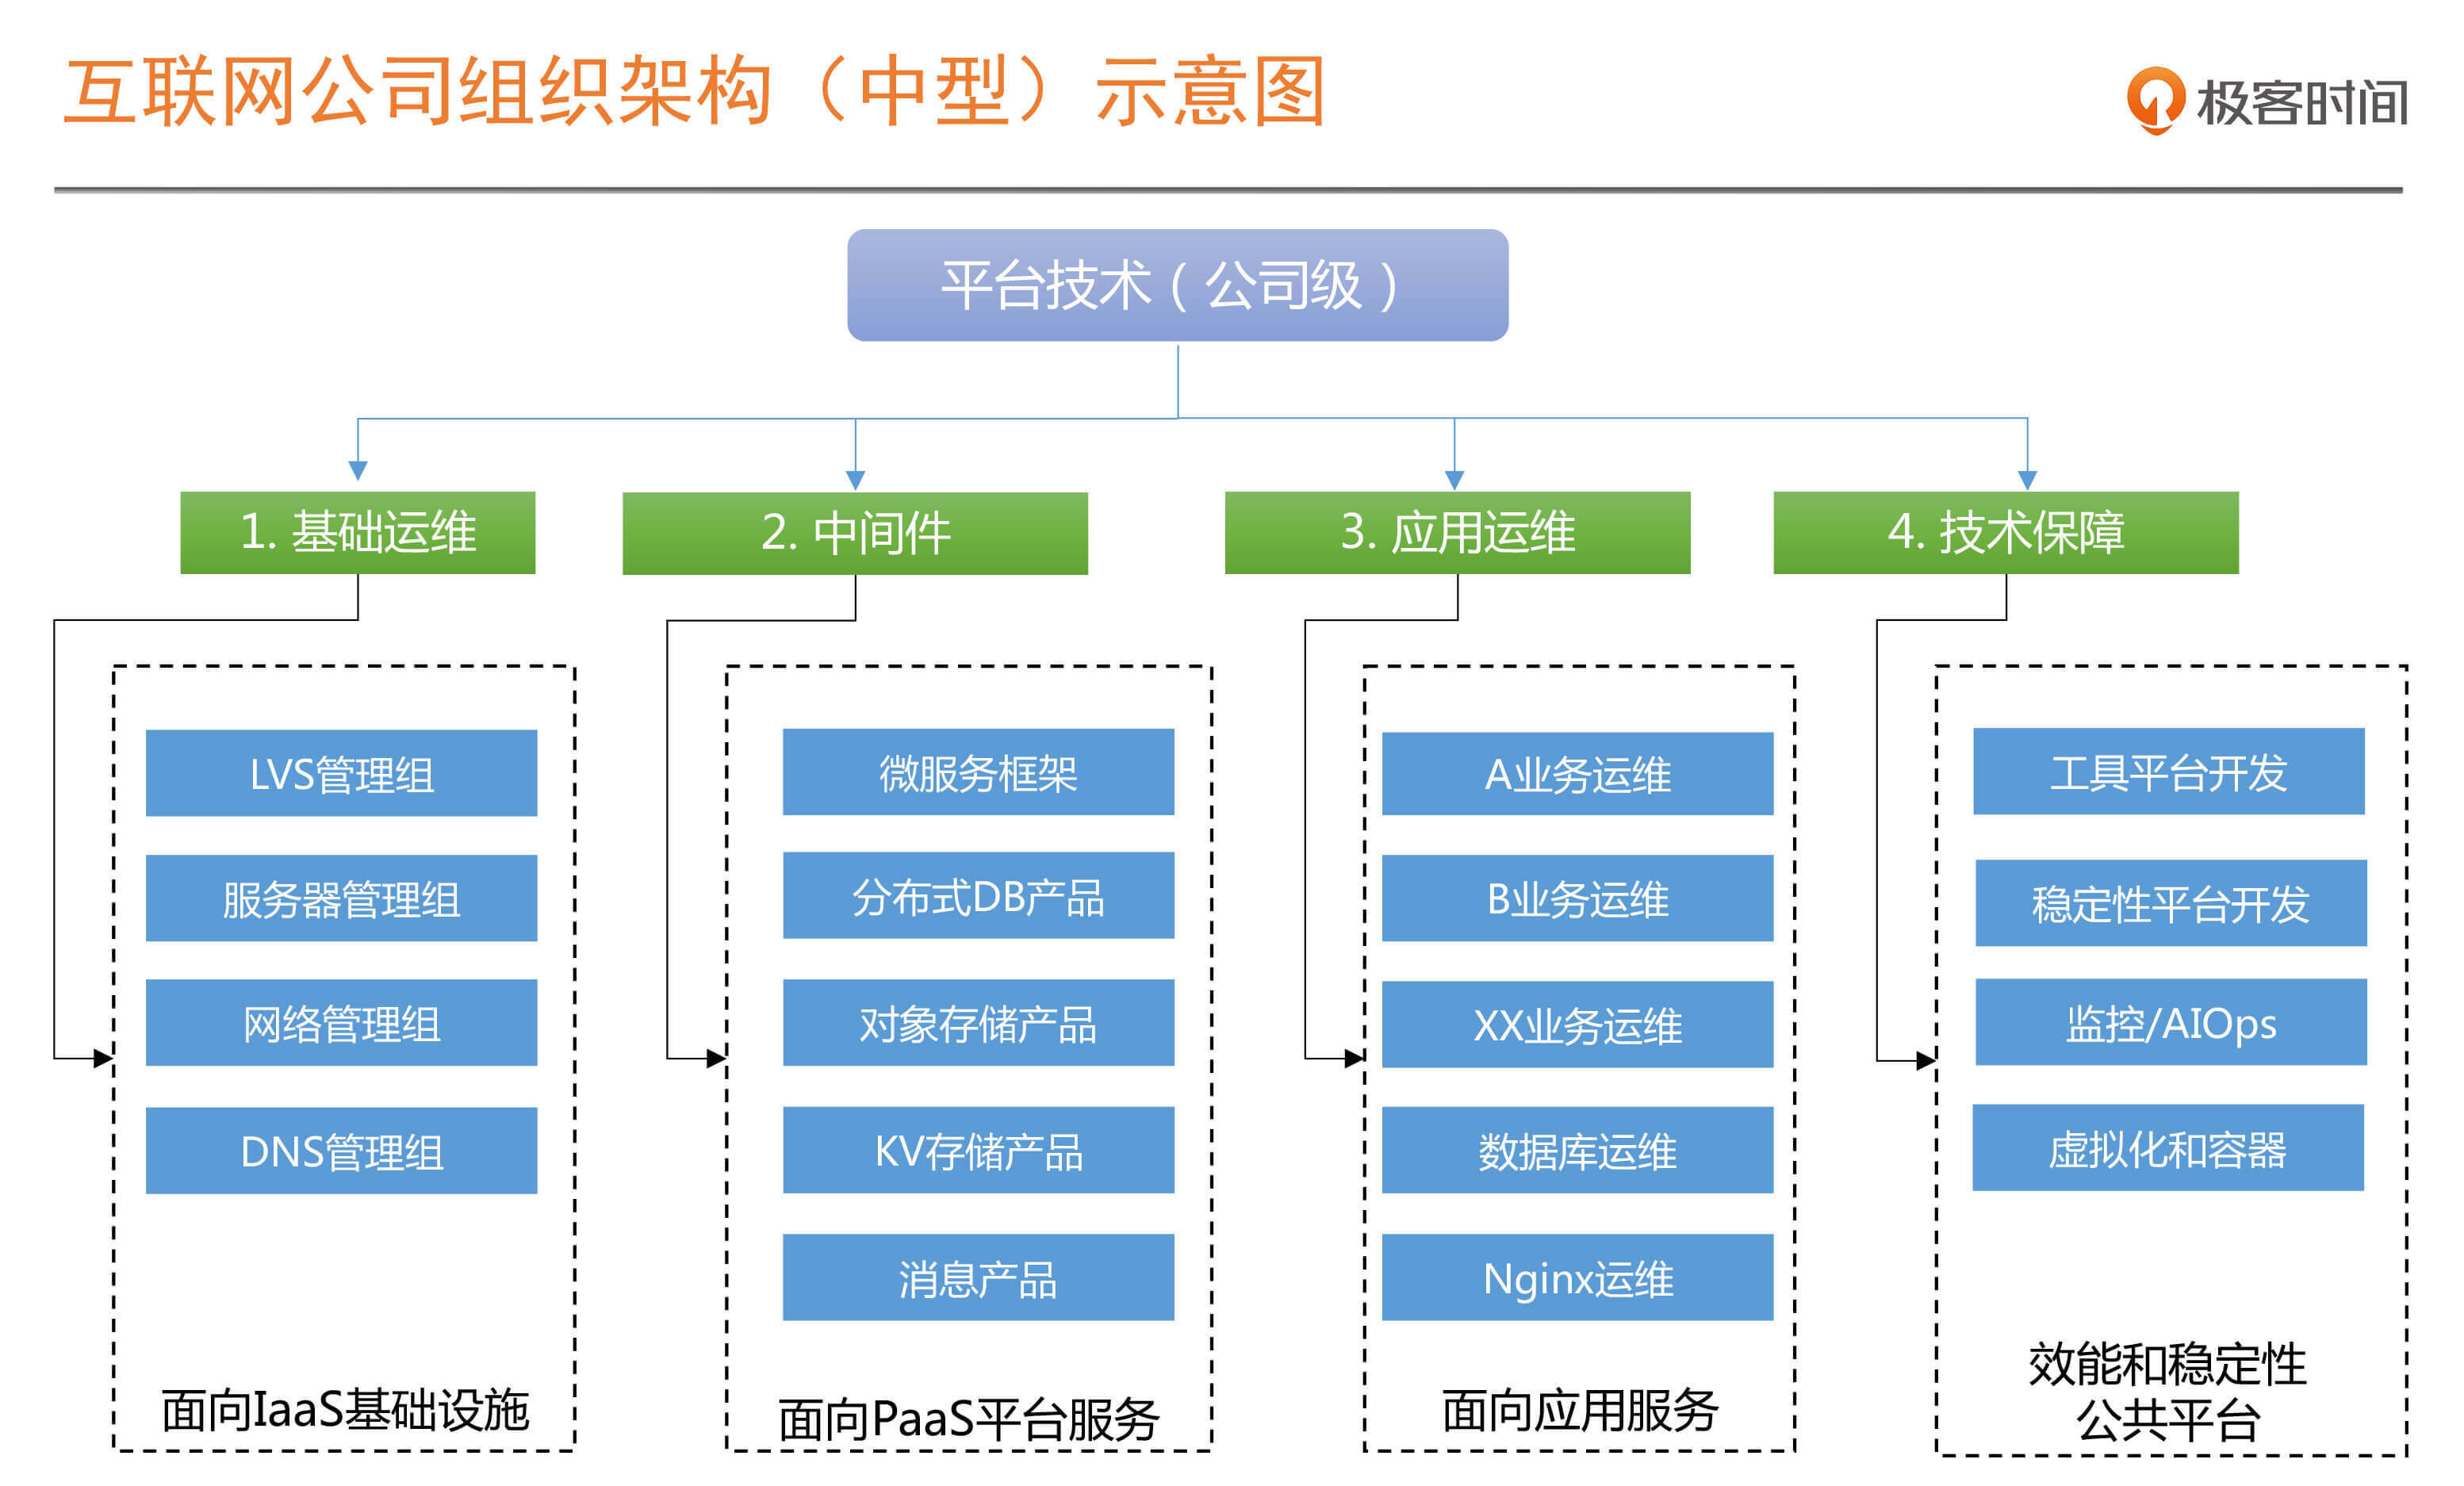 互联网公司组织架构（中型）示意图
极客时间
平台技术（公司级）
1. 基础运维
2. 中间件
3. 应用运维
4. 技术保障
LVS管理组
服务器管理组
网络管理组
DNS管理组
面向IaaS基础设施
微服务框架
分布式DB产品
对象存储产品
KV存储产品
消息产品
面向PaaS平台服务
A业务运维
B业务运维
XX业务运维
数据库运维
Nginx运维
面向应用服务
工具平台开发
稳定性平台开发
监控/AIOps
虚拟化和容器
效能和稳定性
公共平台